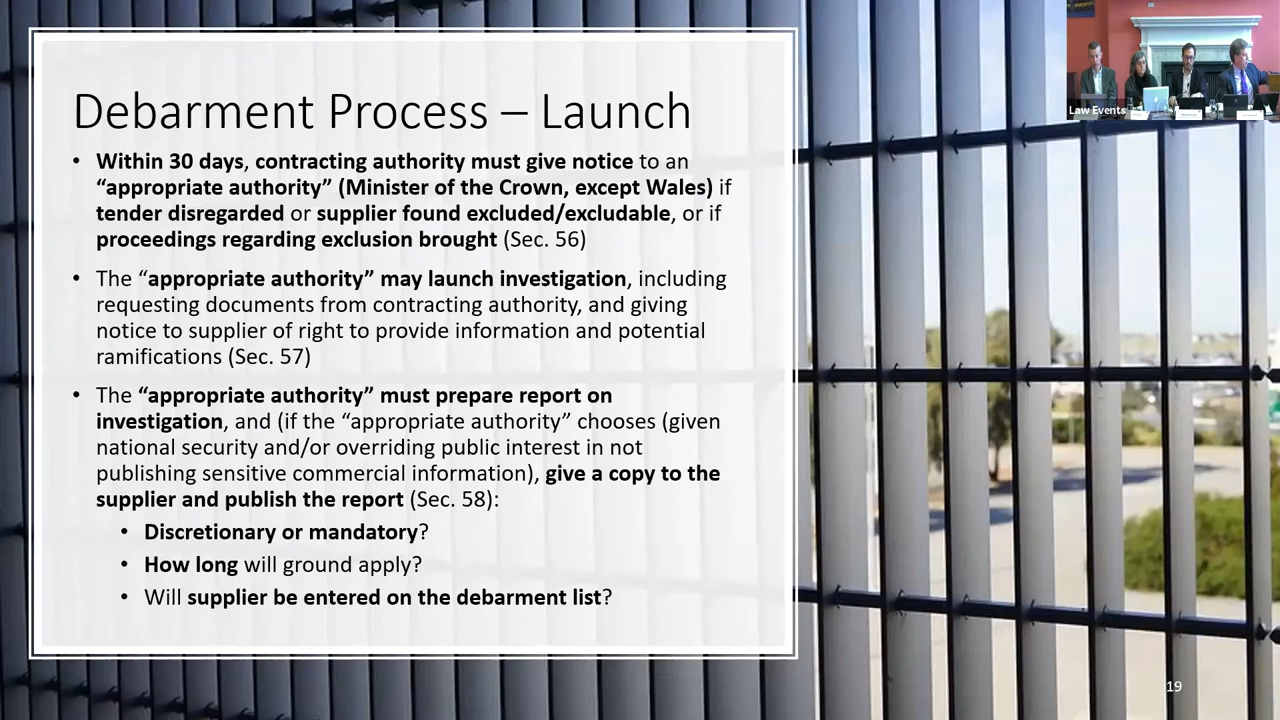 Debarment Process – Launch
• Within 30 days, contracting authority must give notice to an
“appropriate authority” (Minister of the Crown, except Wales) if
tender disregarded or supplier found excluded/excludable, or if
proceedings regarding exclusion brought (Sec. 56)
• The “appropriate authority” may launch investigation, including
requesting documents from contracting authority, and giving
notice to supplier of right to provide information and potential
ramifications (Sec. 57)
• The “appropriate authority” must prepare report on
investigation, and (if the “appropriate authority” chooses (given
national security and/or overriding public interest in not
publishing sensitive commercial information), give a copy to the
supplier and publish the report (Sec. 58):
• Discretionary or mandatory?
• How long will ground apply?
• Will supplier be entered on the debarment list?
Law Events
19